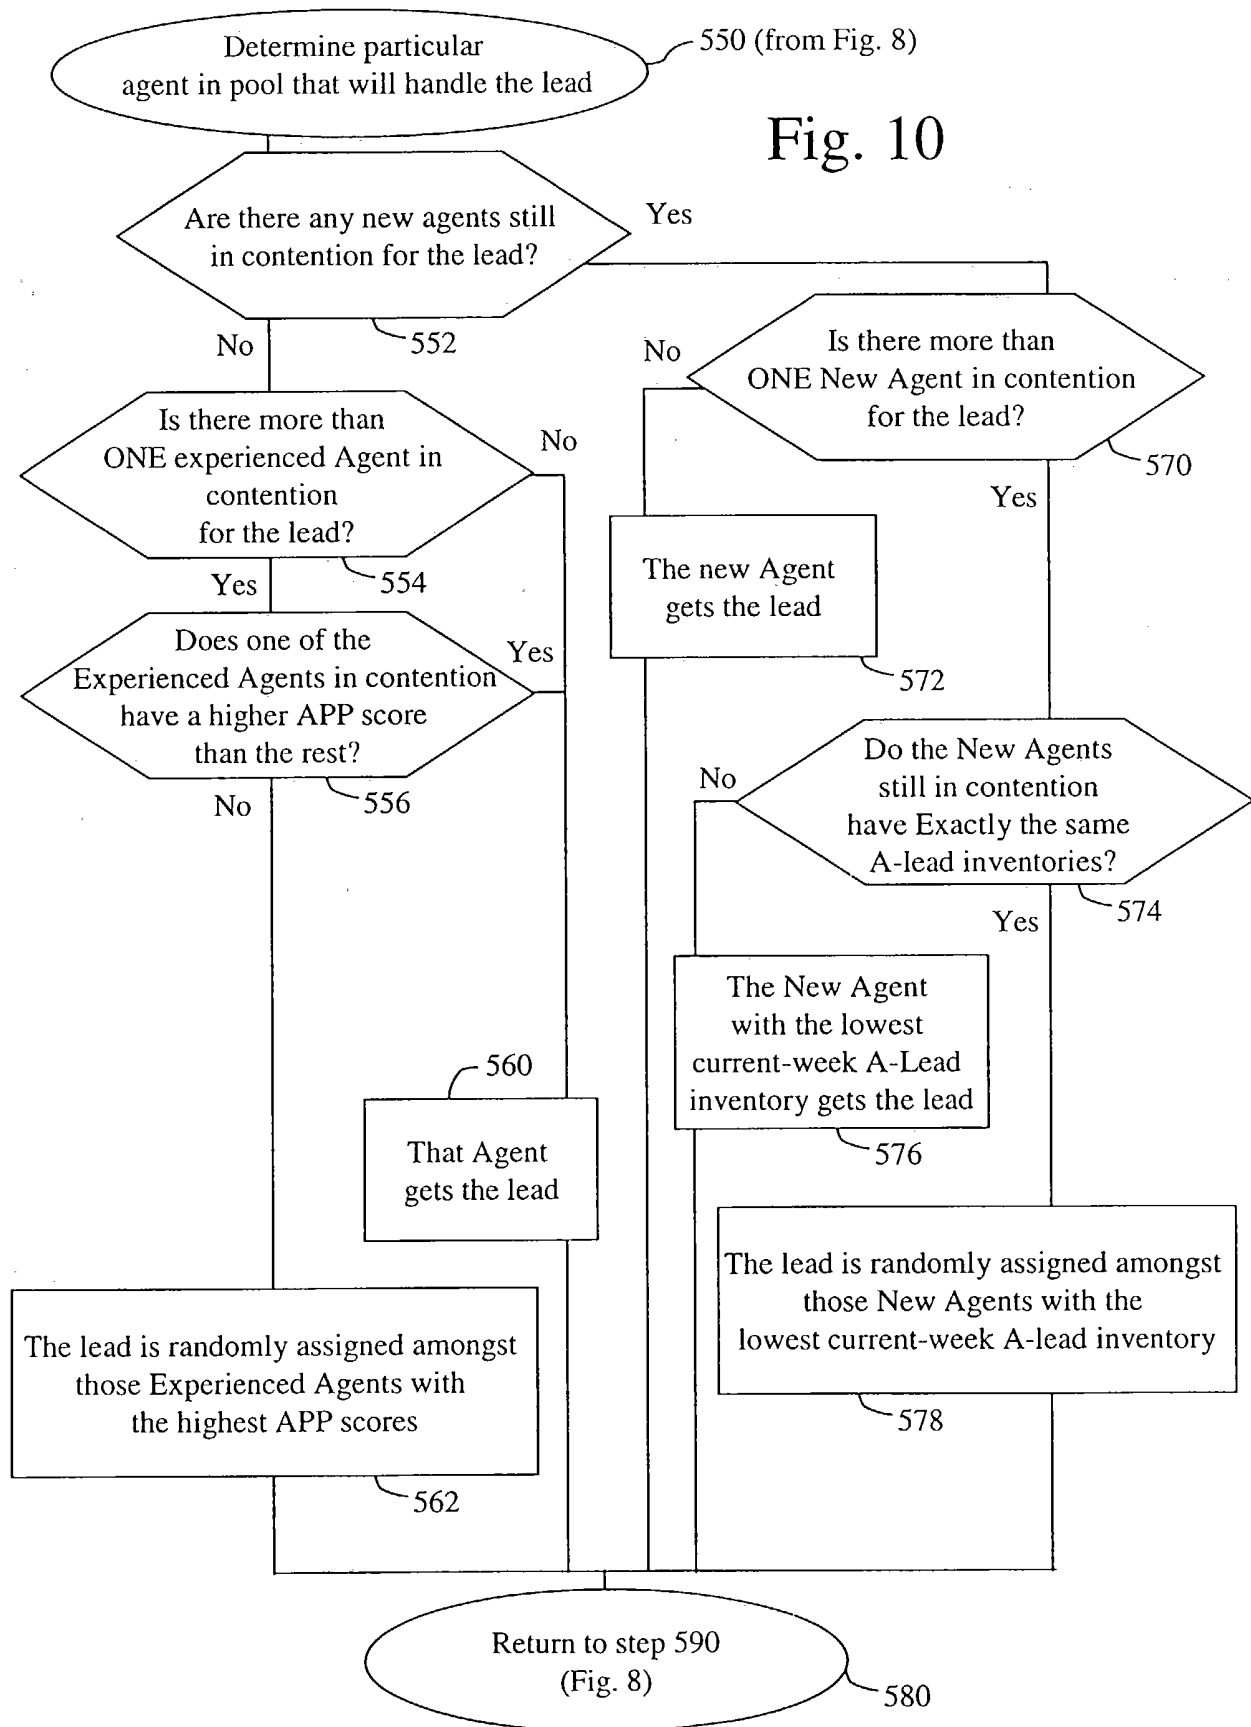 Determine particular
agent in pool that will handle the lead
550 (from Fig. 8)
Fig. 10
Are there any new agents still
in contention for the lead?
Yes
552
No
Is there more than
ONE New Agent in contention
for the lead?
No
570
Yes
Is there more than
ONE experienced Agent in
contention
for the lead?
No
554
Yes
The new Agent
gets the lead
572
Does one of the
Experienced Agents in contention
have a higher APP score
than the rest?
Yes
556
No
Do the New Agents
still in contention
have Exactly the same
A-lead inventories?
No
574
Yes
The New Agent
with the lowest
current-week A-Lead
inventory gets the lead
576
560
That Agent
gets the lead
The lead is randomly assigned amongst
those New Agents with the
lowest current-week A-lead inventory
578
The lead is randomly assigned amongst
those Experienced Agents with
the highest APP scores
562
Return to step 590
(Fig. 8)
580